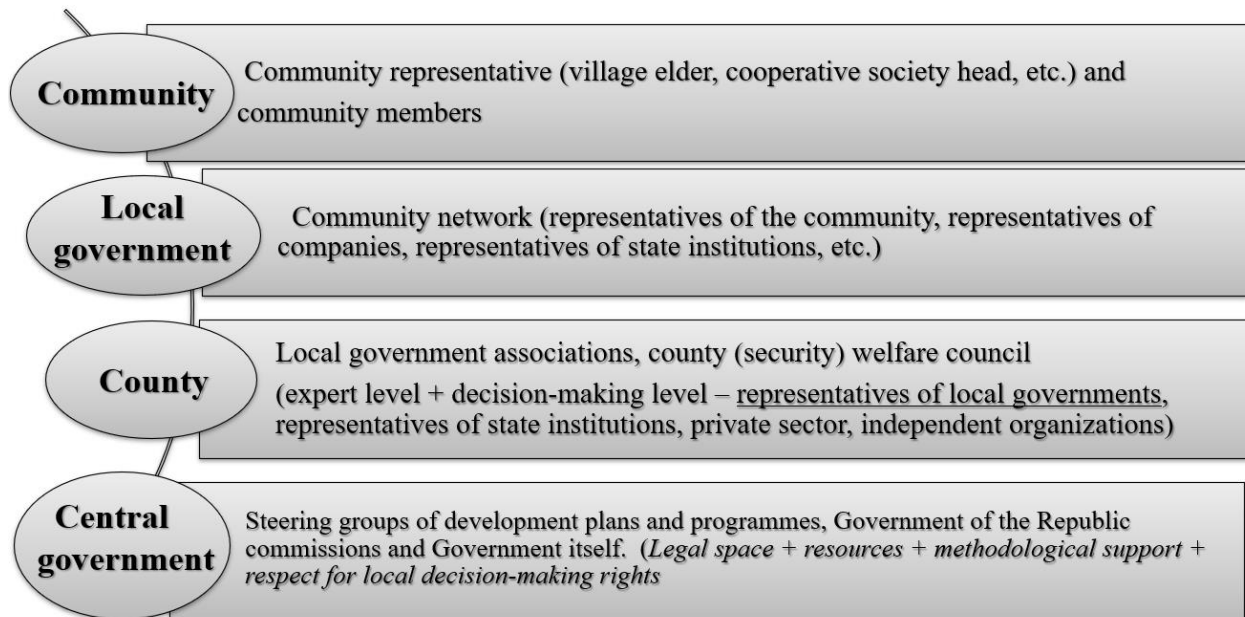 Community
Community representative (village elder, cooperative society head, etc.) and
community members
Local
government
Community network (representatives of the community, representatives of
companies, representatives of state institutions, etc.)
County
Local government associations, county (security) welfare council
(expert level + decision-making level – representatives of local governments,
representatives of state institutions, private sector, independent organizations)
Central
government
Steering groups of development plans and programmes, Government of the Republic
commissions and Government itself. (Legal space + resources + methodological support +
respect for local decision-making rights